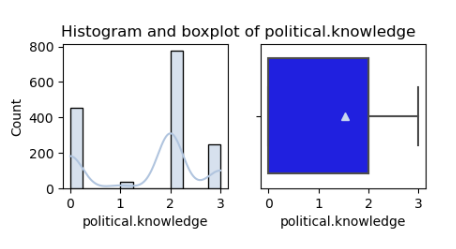 Histogram and boxplot of political.knowledge
800
600
400
200
0
Count
0 1 2 3
political.knowledge
0 1 2 3
political.knowledge